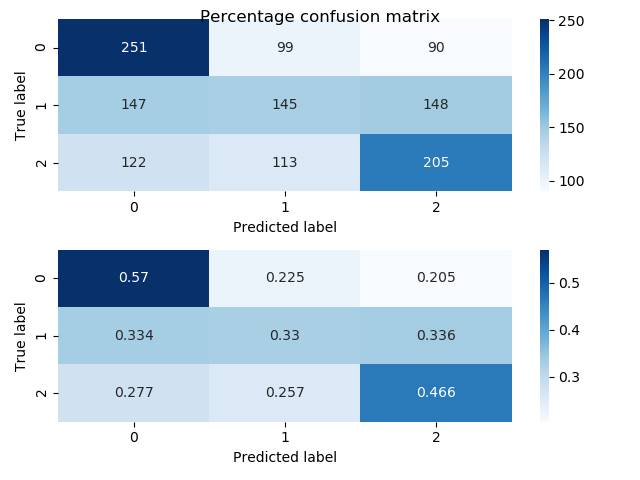 Percentage confusion matrix
True label
0 251 99 90
1 147 145 148
2 122 113 205
0 1 2
Predicted label
250
200
150
100
True label
0 0.57 0.225 0.205
1 0.334 0.33 0.336
2 0.277 0.257 0.466
0 1 2
Predicted label
0.5
0.4
0.3